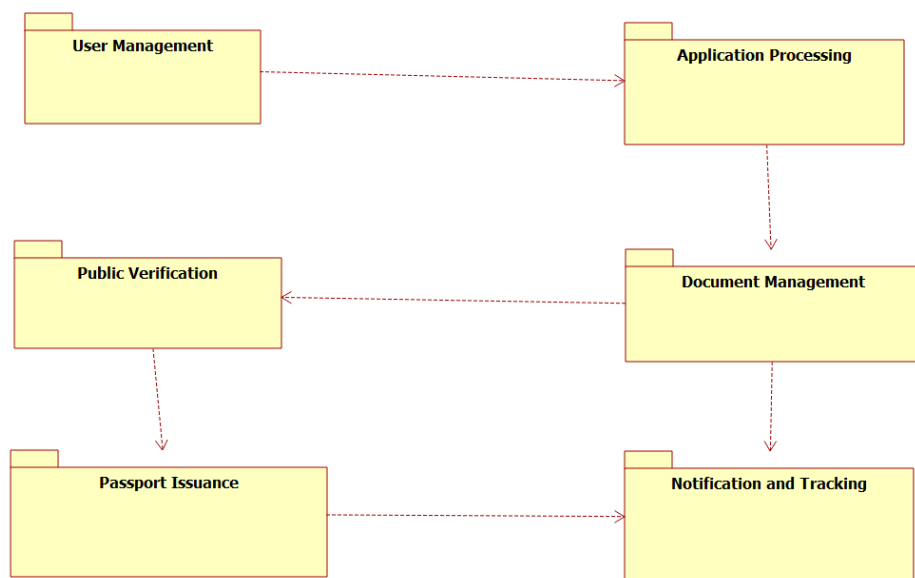 User Management
Application Processing
Public Verification
Document Management
Passport Issuance
Notification and Tracking